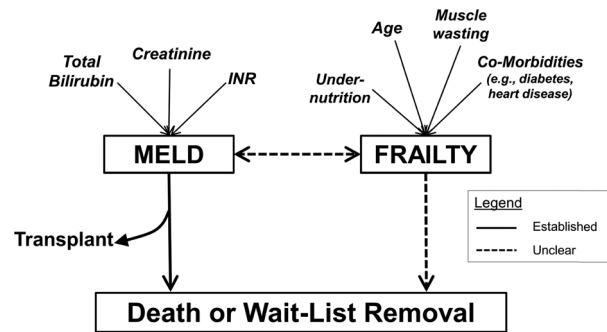 Total
Bilirubin
Creatinine
INR
Under-
nutrition
Age
Muscle
wasting
Co-Morbidities
(e.g., diabetes,
heart disease)
MELD
FRAILTY
Transplant
Legend
Established
Unclear
Death or Wait-List Removal